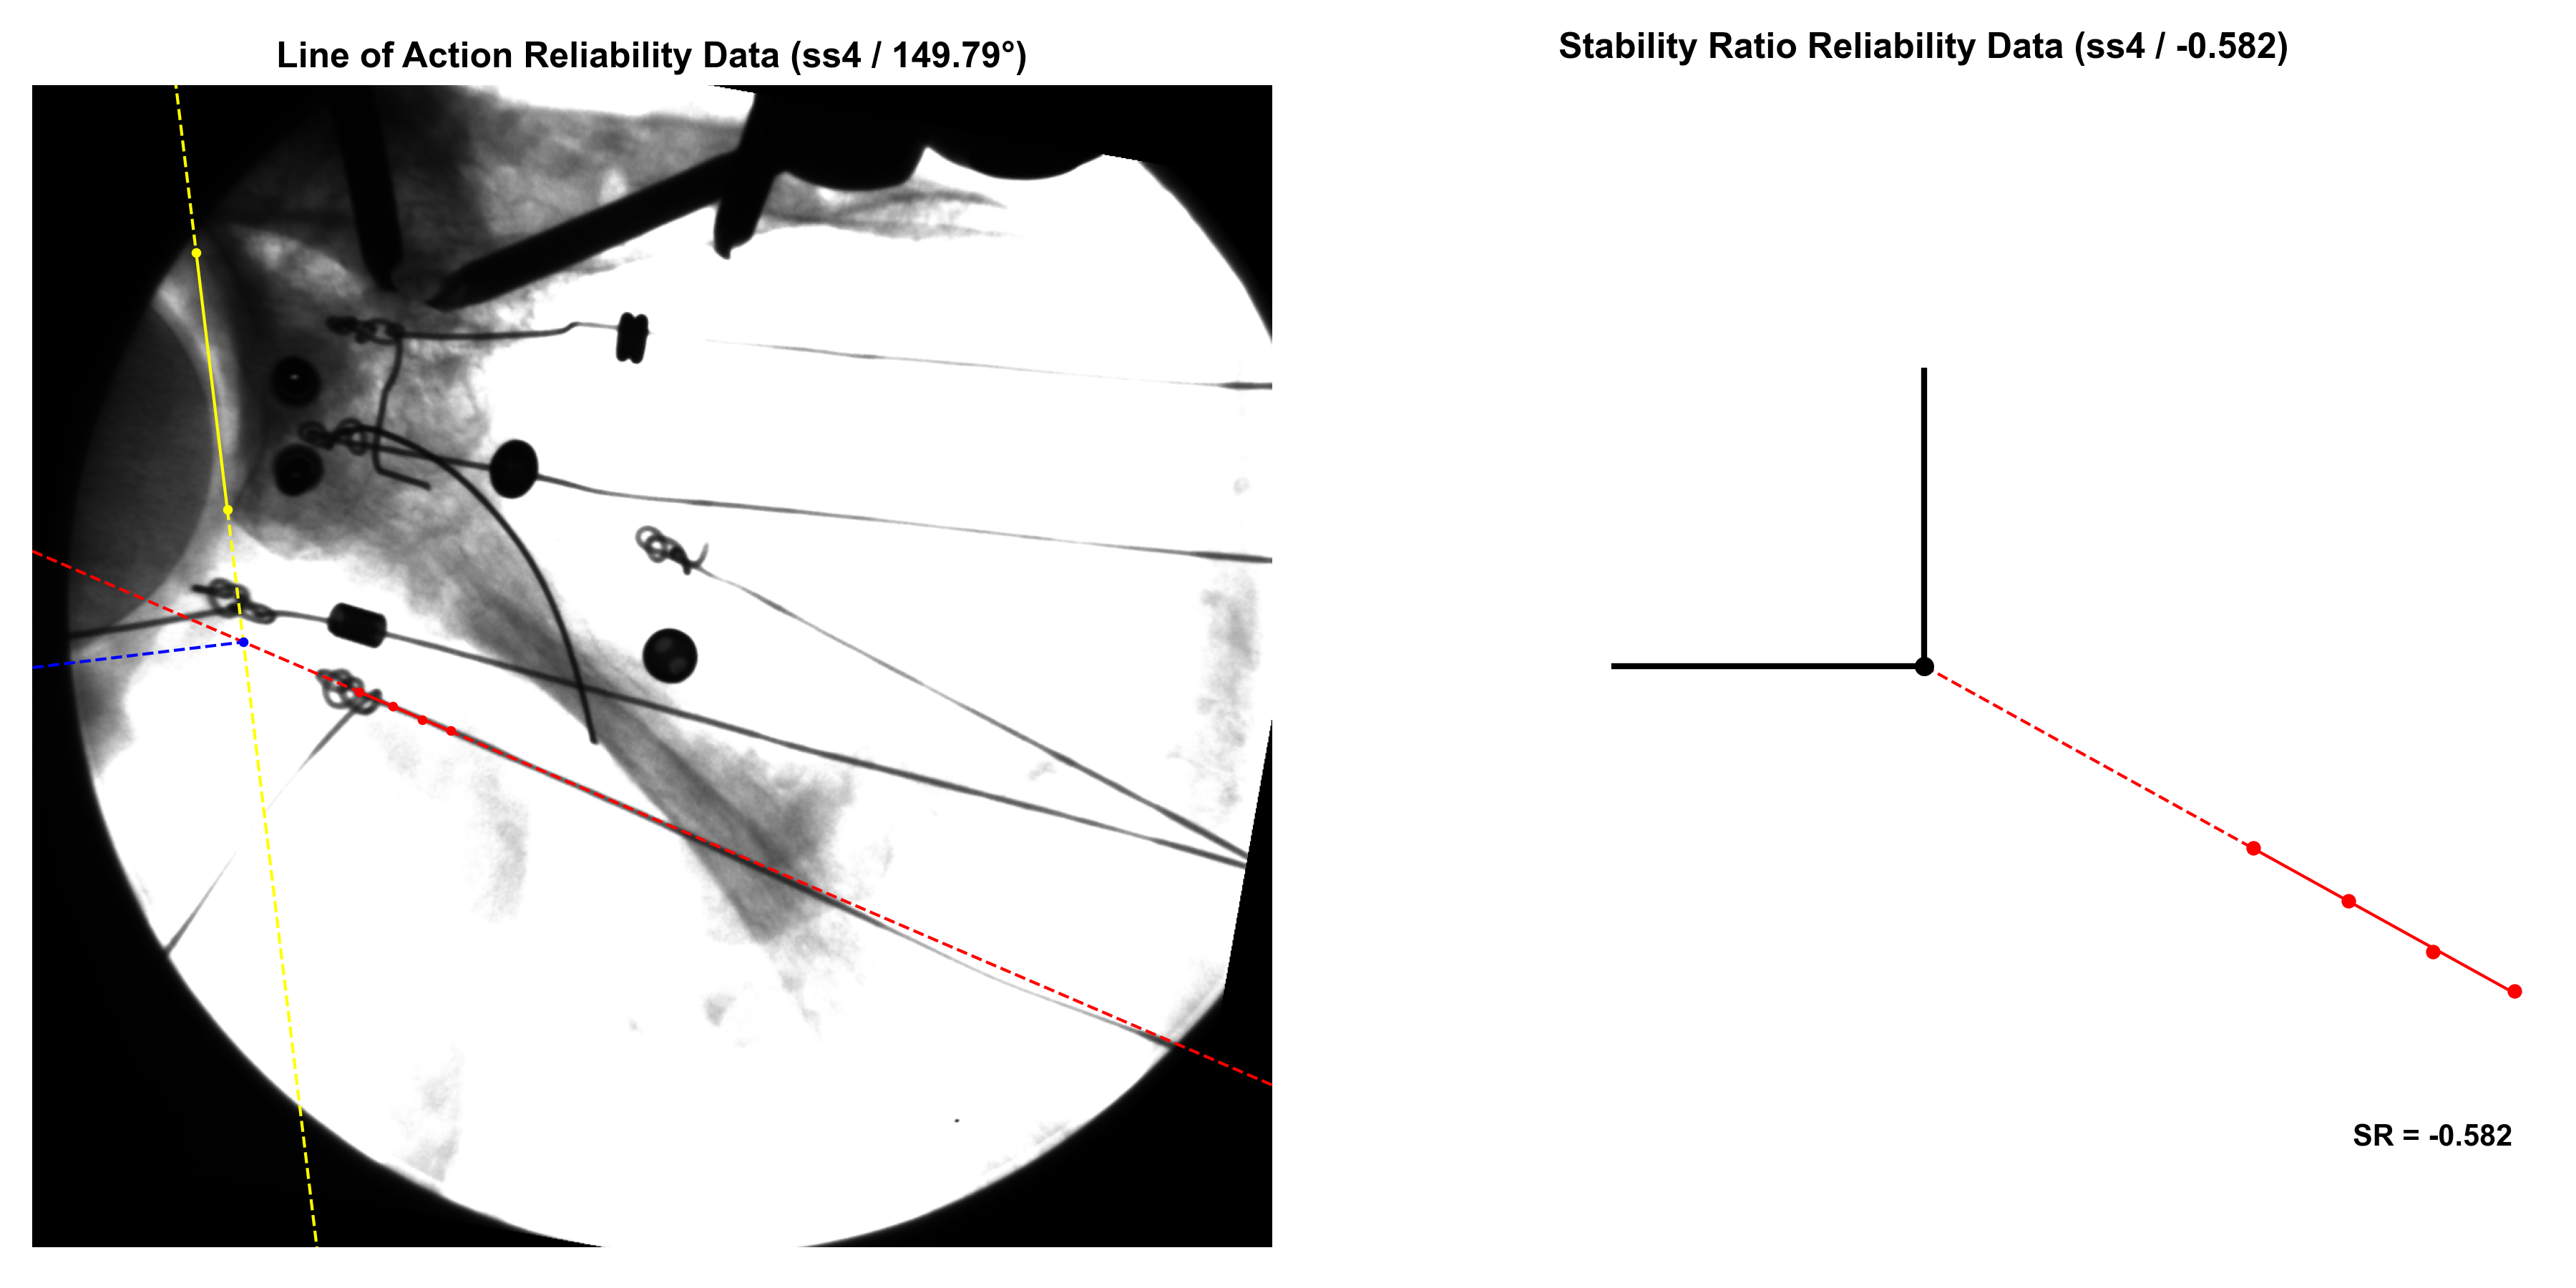 Line of Action Reliability Data (ss4 / 149.79°)
Stability Ratio Reliability Data (ss4 / -0.582)
SR = -0.582